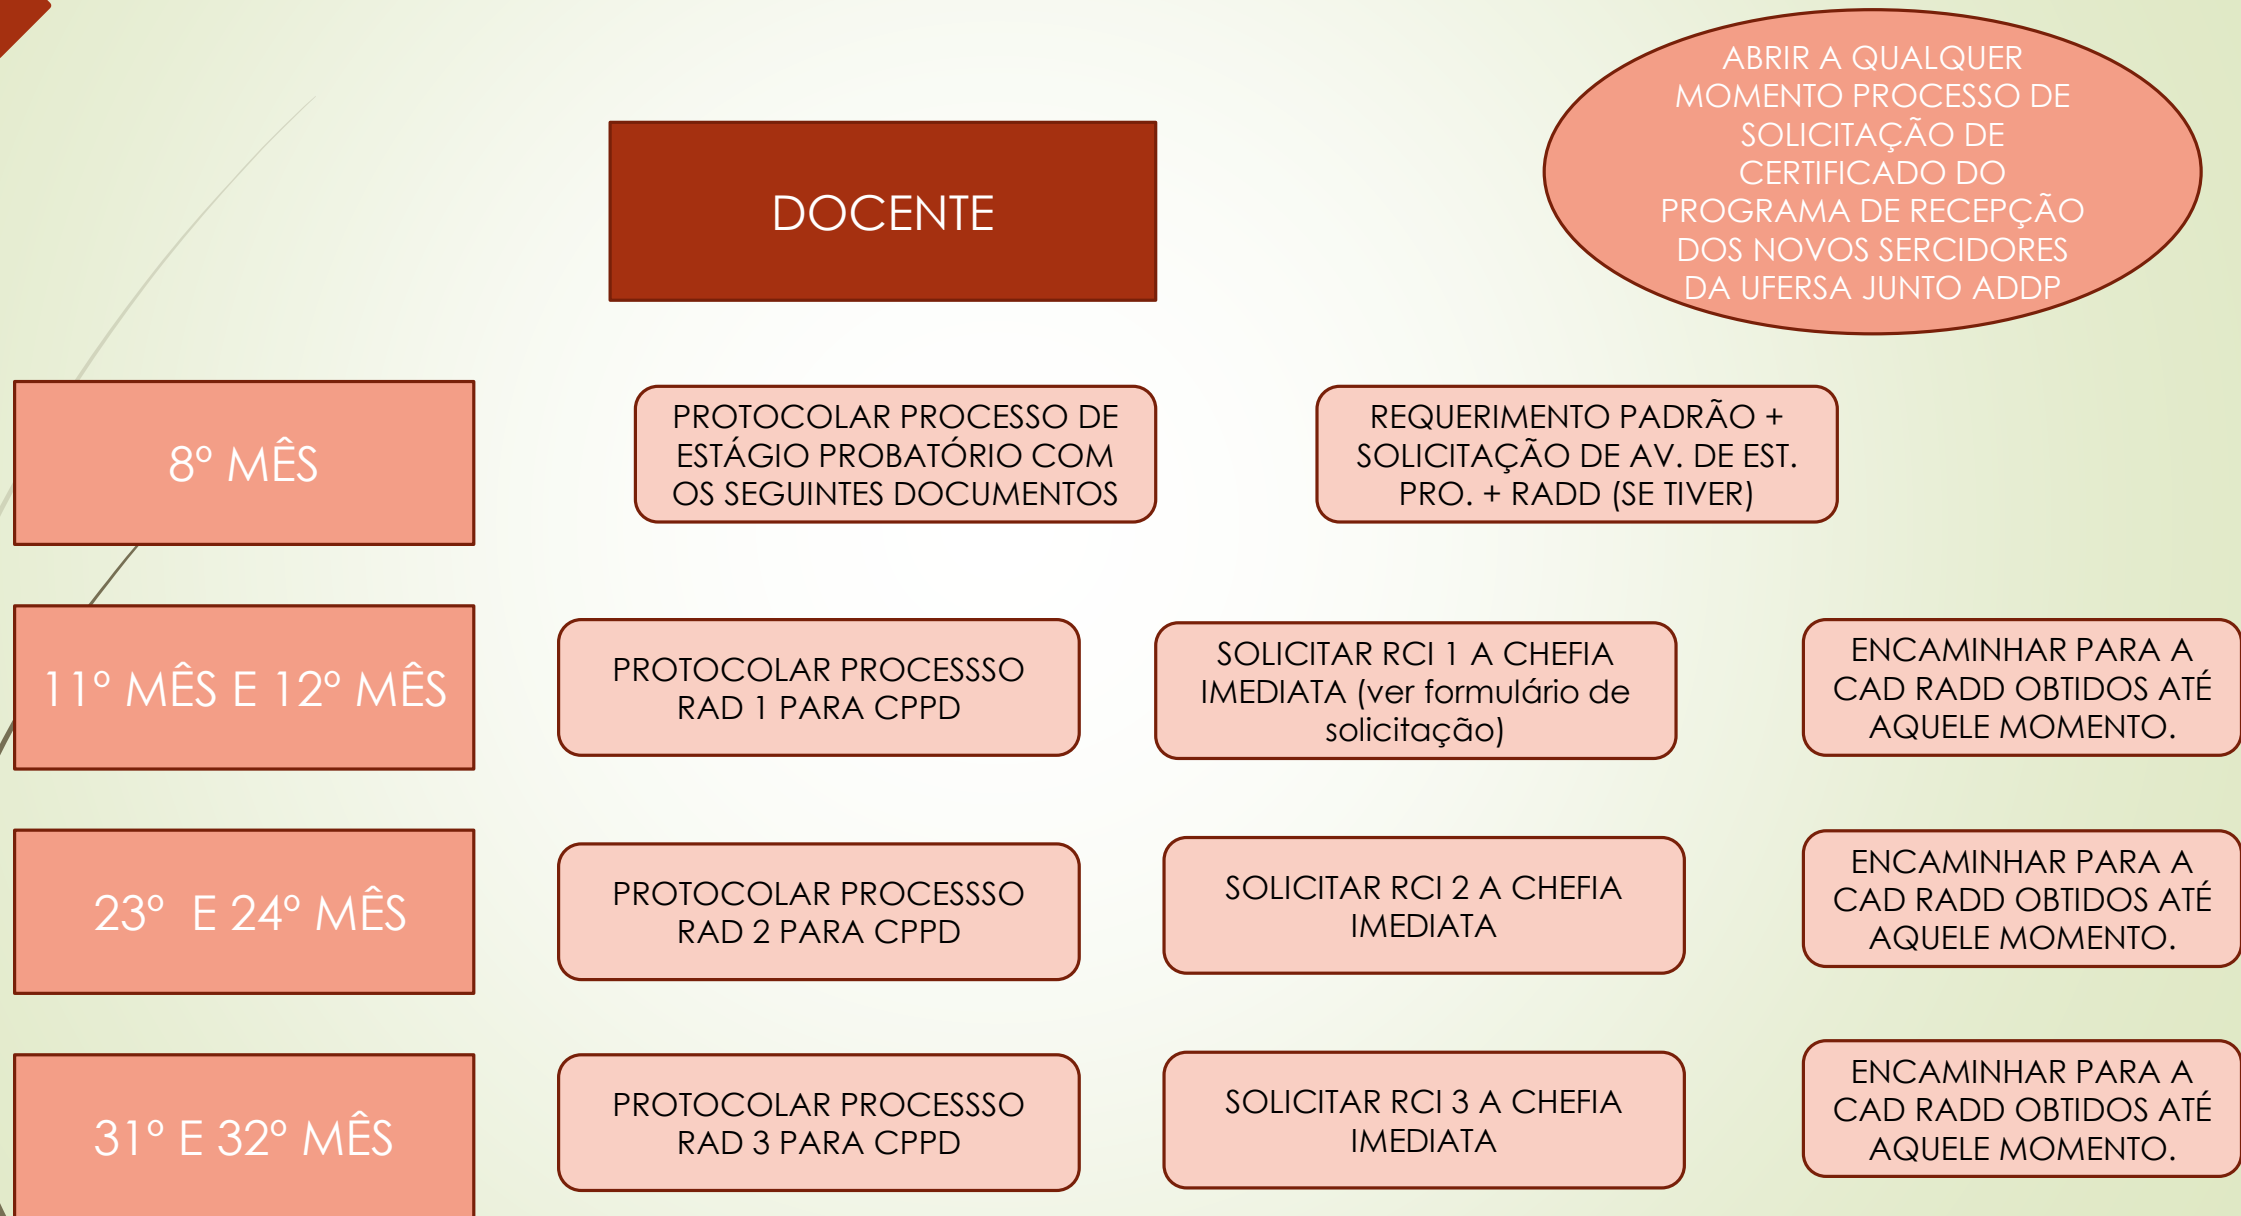 ABRIR A QUALQUER
MOMENTO PROCESSO DE
SOLICITAÇÃO DE
CERTIFICADO DO
PROGRAMA DE RECEPÇÃO
DOS NOVOS SERCIDORES
DA UFERSA JUNTO ADDP
DOCENTE
8º MÊS
PROTOCOLAR PROCESSO DE
ESTÁGIO PROBATÓRIO COM
OS SEGUINTES DOCUMENTOS
REQUERIMENTO PADRÃO +
SOLICITAÇÃO DE AV. DE EST.
PRO. + RADD (SE TIVER)
11º MÊS E 12º MÊS
PROTOCOLAR PROCESSSO
RAD 1 PARA CPPD
SOLICITAR RCI 1 A CHEFIA
IMEDIATA (ver formulário de
solicitação)
ENCAMINHAR PARA A
CAD RADD OBTIDOS ATÉ
AQUELE MOMENTO.
23º E 24º MÊS
PROTOCOLAR PROCESSSO
RAD 2 PARA CPPD
SOLICITAR RCI 2 A CHEFIA
IMEDIATA
ENCAMINHAR PARA A
CAD RADD OBTIDOS ATÉ
AQUELE MOMENTO.
31º E 32º MÊS
PROTOCOLAR PROCESSSO
RAD 3 PARA CPPD
SOLICITAR RCI 3 A CHEFIA
IMEDIATA
ENCAMINHAR PARA A
CAD RADD OBTIDOS ATÉ
AQUELE MOMENTO.